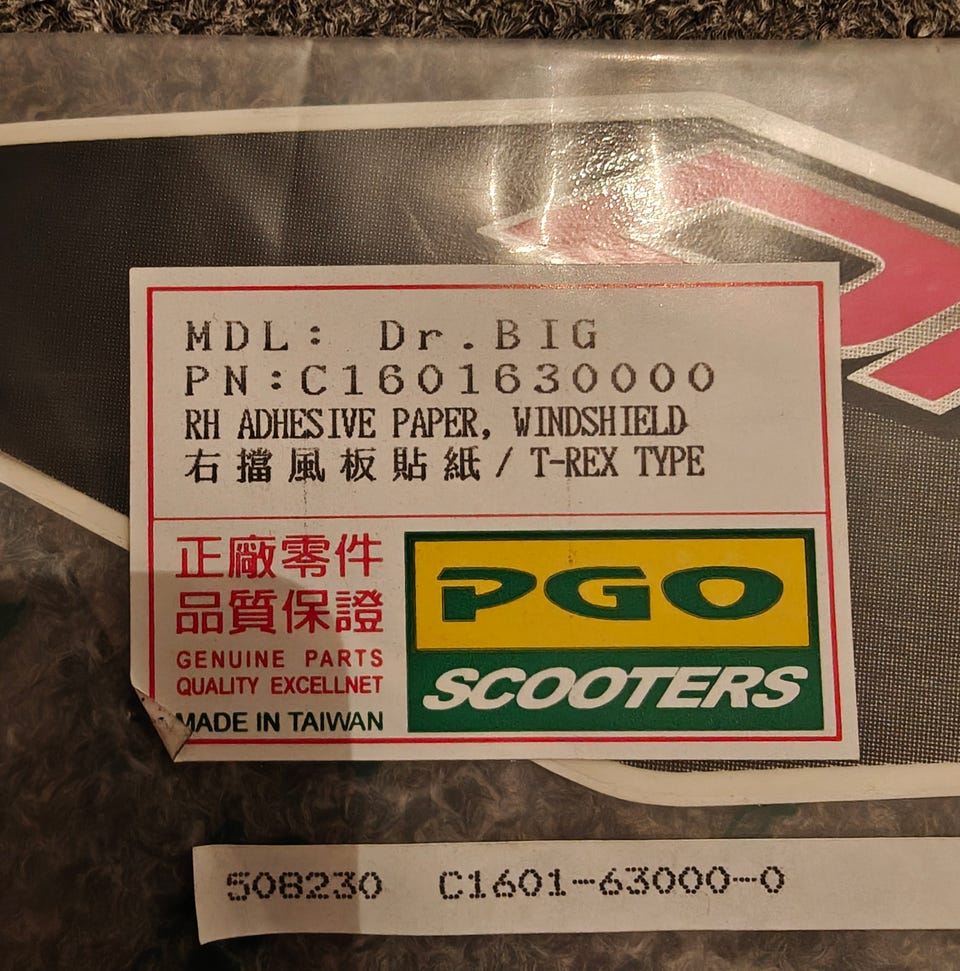 MDL: Dr.BIG
PN:C1601630000
RH ADHESIVE PAPER, WINDSHIELD
右擋風板貼紙/T-REX TYPE
正廠零件
品質保證
GENUINE PARTS
QUALITY EXCELLNET
MADE IN TAIWAN
PGO
SCOOTERS
508230 C1601-63000-0